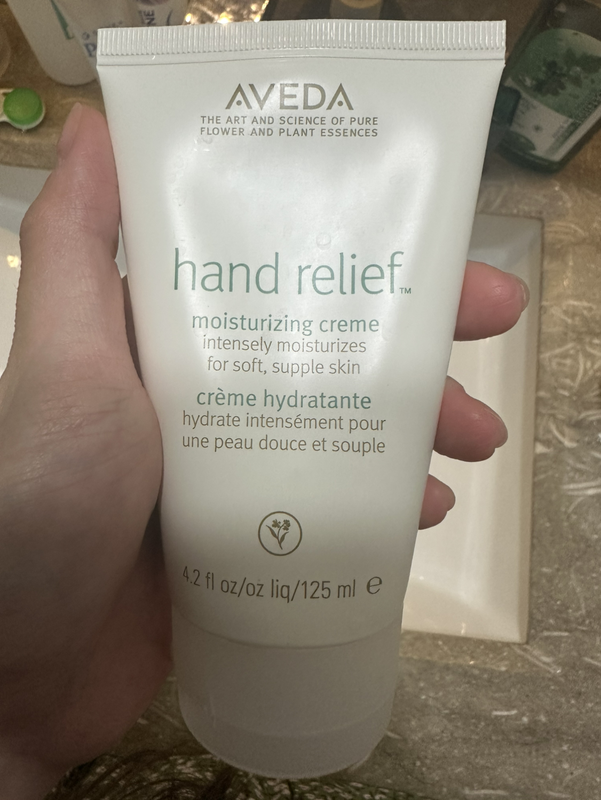 AVEDA
THE ART AND SCIENCE OF PURE
FLOWER AND PLANT ESSENCES
hand relief™
moisturizing creme
intensely moisturizes
for soft, supple skin
crème hydratante
hydrate intensément pour
une peau douce et souple
4.2 fl oz/oz liq/125 ml e